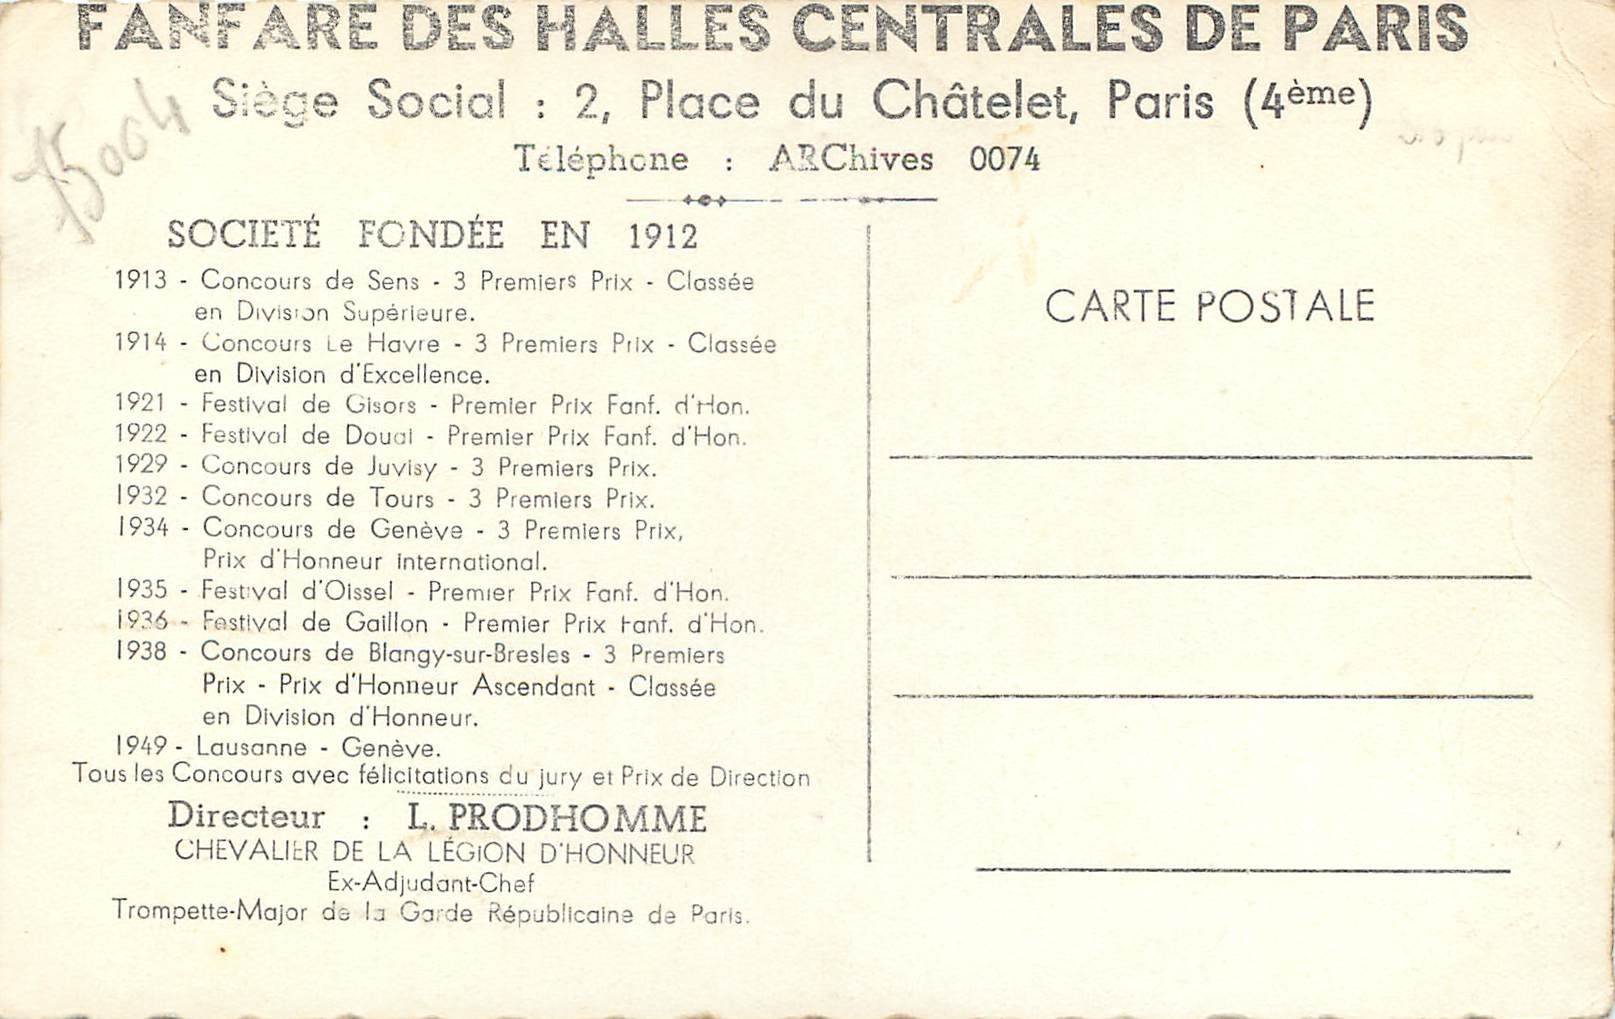 FANFARE DES HALLES CENTRALES DE PARIS
Siège Social : 2, Place du Châtelet, Paris (4ème)
Téléphone : ARChives 0074
15004
SOCIETÉ FONDÉE EN 1912
1913 - Concours de Sens - 3 Premiers Prix - Classée
en Division Supérieure.
1914 - Concours Le Havre - 3 Premiers Prix - Classée
en Division d'Excellence.
1921 - Festival de Gisors - Premier Prix Fanf. d'Hon.
1922 - Festival de Douai - Premier Prix Fanf. d'Hon.
1929 - Concours de Juvisy - 3 Premiers Prix.
1932 - Concours de Tours - 3 Premiers Prix.
1934 - Concours de Genève - 3 Premiers Prix,
Prix d'Honneur International.
1935 - Festival d'Oissel - Premier Prix Fanf. d'Hon.
1936 - Festival de Gaillon - Premier Prix Fanf. d'Hon.
1938 - Concours de Blangy-sur-Bresles - 3 Premiers
Prix - Prix d'Honneur Ascendant - Classée
en Division d'Honneur.
1949 - Lausanne - Genève.
Tous les Concours avec félicitations du jury et Prix de Direction
Directeur : L. PRODHOMME
CHEVALIER DE LA LÉGION D'HONNEUR
Ex-Adjudant-Chef
Trompette-Major de la Garde Républicaine de Paris.
CARTE POSTALE